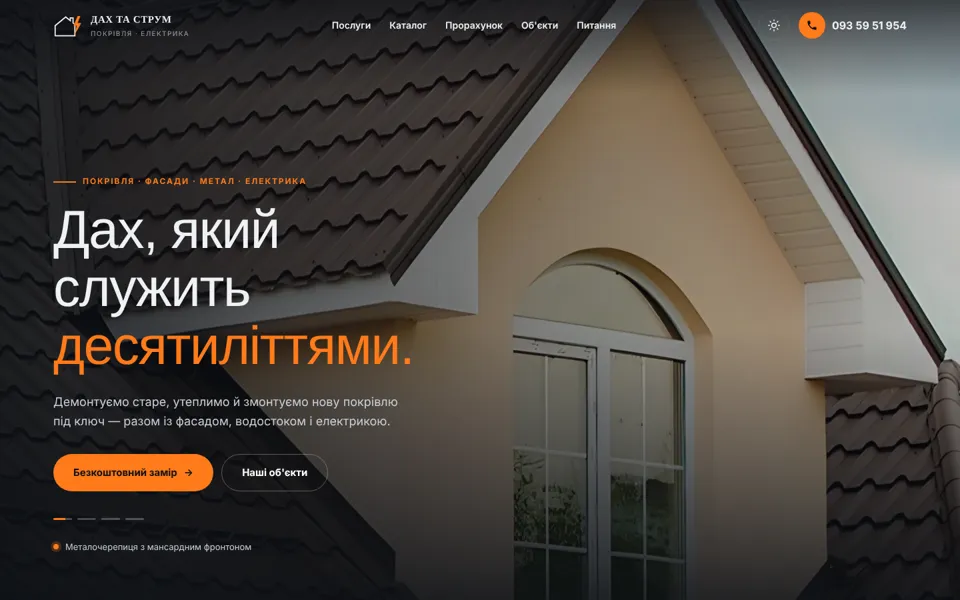 ДАХ ТА СТРУМ
ПОКРІВЛЯ · ЕЛЕКТРИКА
Послуги
Каталог
Прорахунок
Об'єкти
Питання
093 59 51 954
ПОКРІВЛЯ · ФАСАДИ · МЕТАЛ · ЕЛЕКТРИКА
Дах, який
служить
десятиліттями.
Демонтуємо старе, утеплимо й змонтуємо нову покрівлю
під ключ — разом із фасадом, водостоком і електрикою.
Безкоштовний замір →
Наші об'єкти
Металочерепиця з мансардним фронтоном